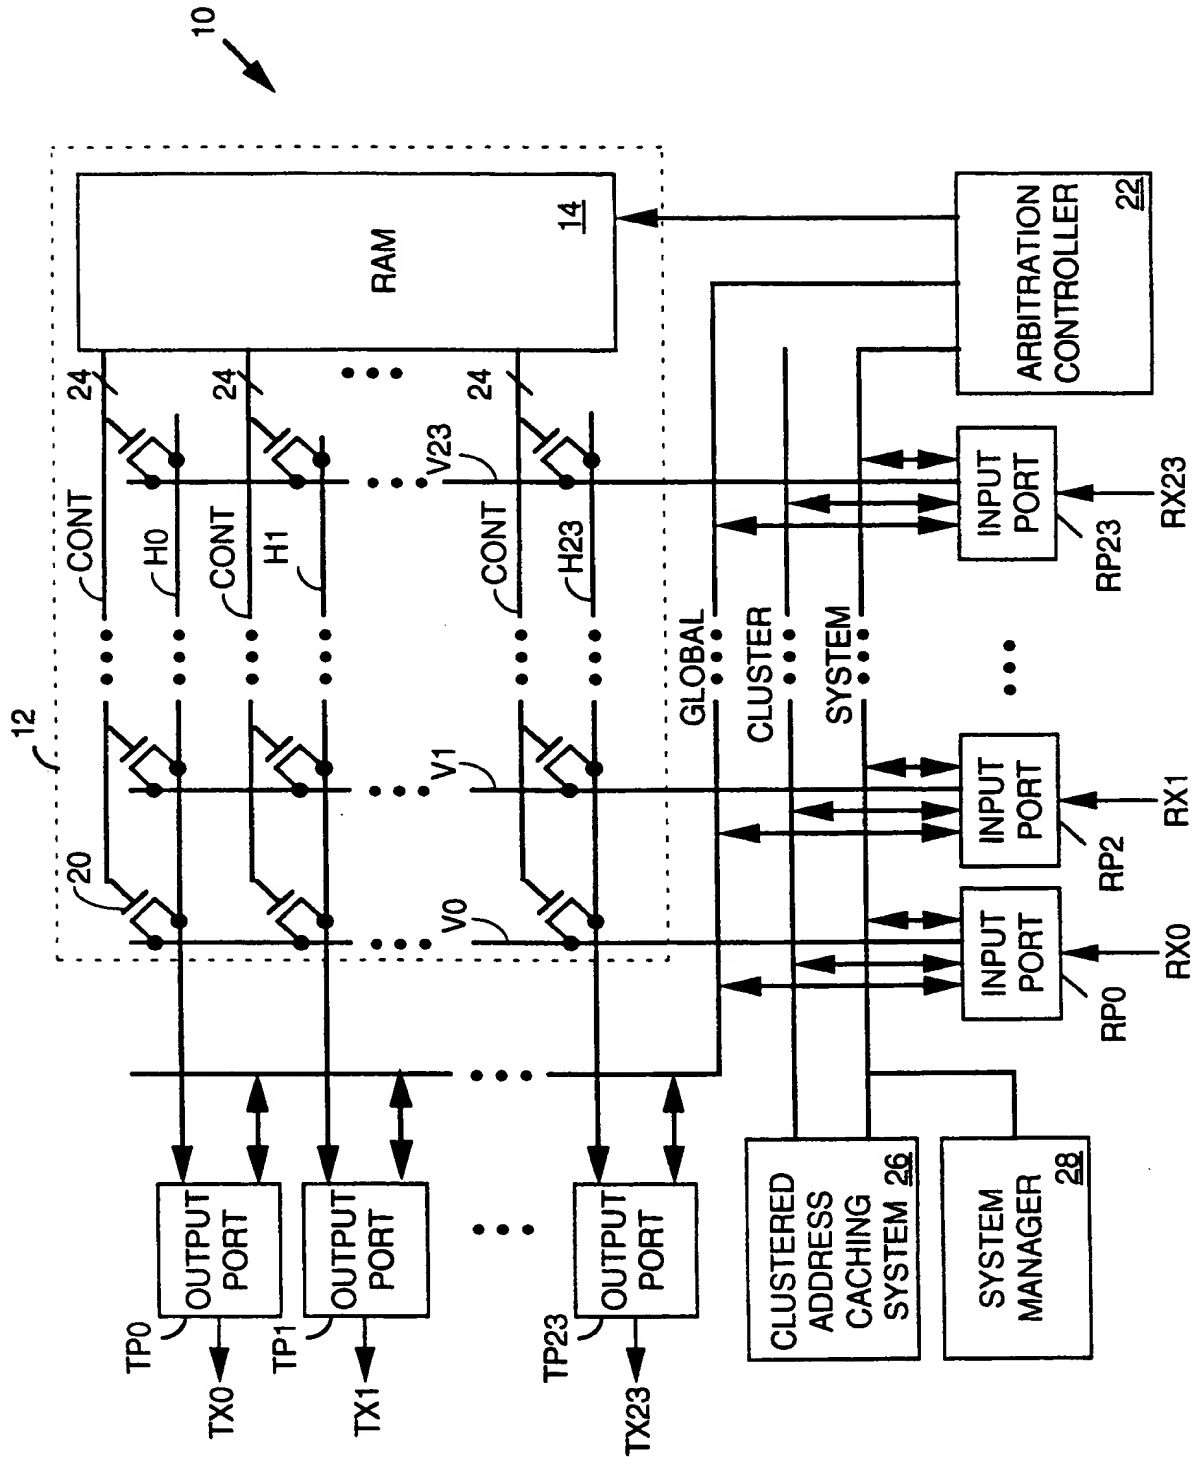 10
12
20
CONT
24
H0
CONT
24
H1
CONT
24
H23
V0
V1
V23
RAM
14
TP0
OUTPUT
PORT
TX0
TP1
OUTPUT
PORT
TX1
TP23
OUTPUT
PORT
TX23
GLOBAL
CLUSTER
SYSTEM
CLUSTERED
ADDRESS
CACHING
SYSTEM 26
SYSTEM
MANAGER
28
INPUT
PORT
RP0
RX0
INPUT
PORT
RP2
RX1
INPUT
PORT
RP23
RX23
ARBITRATION
CONTROLLER
22